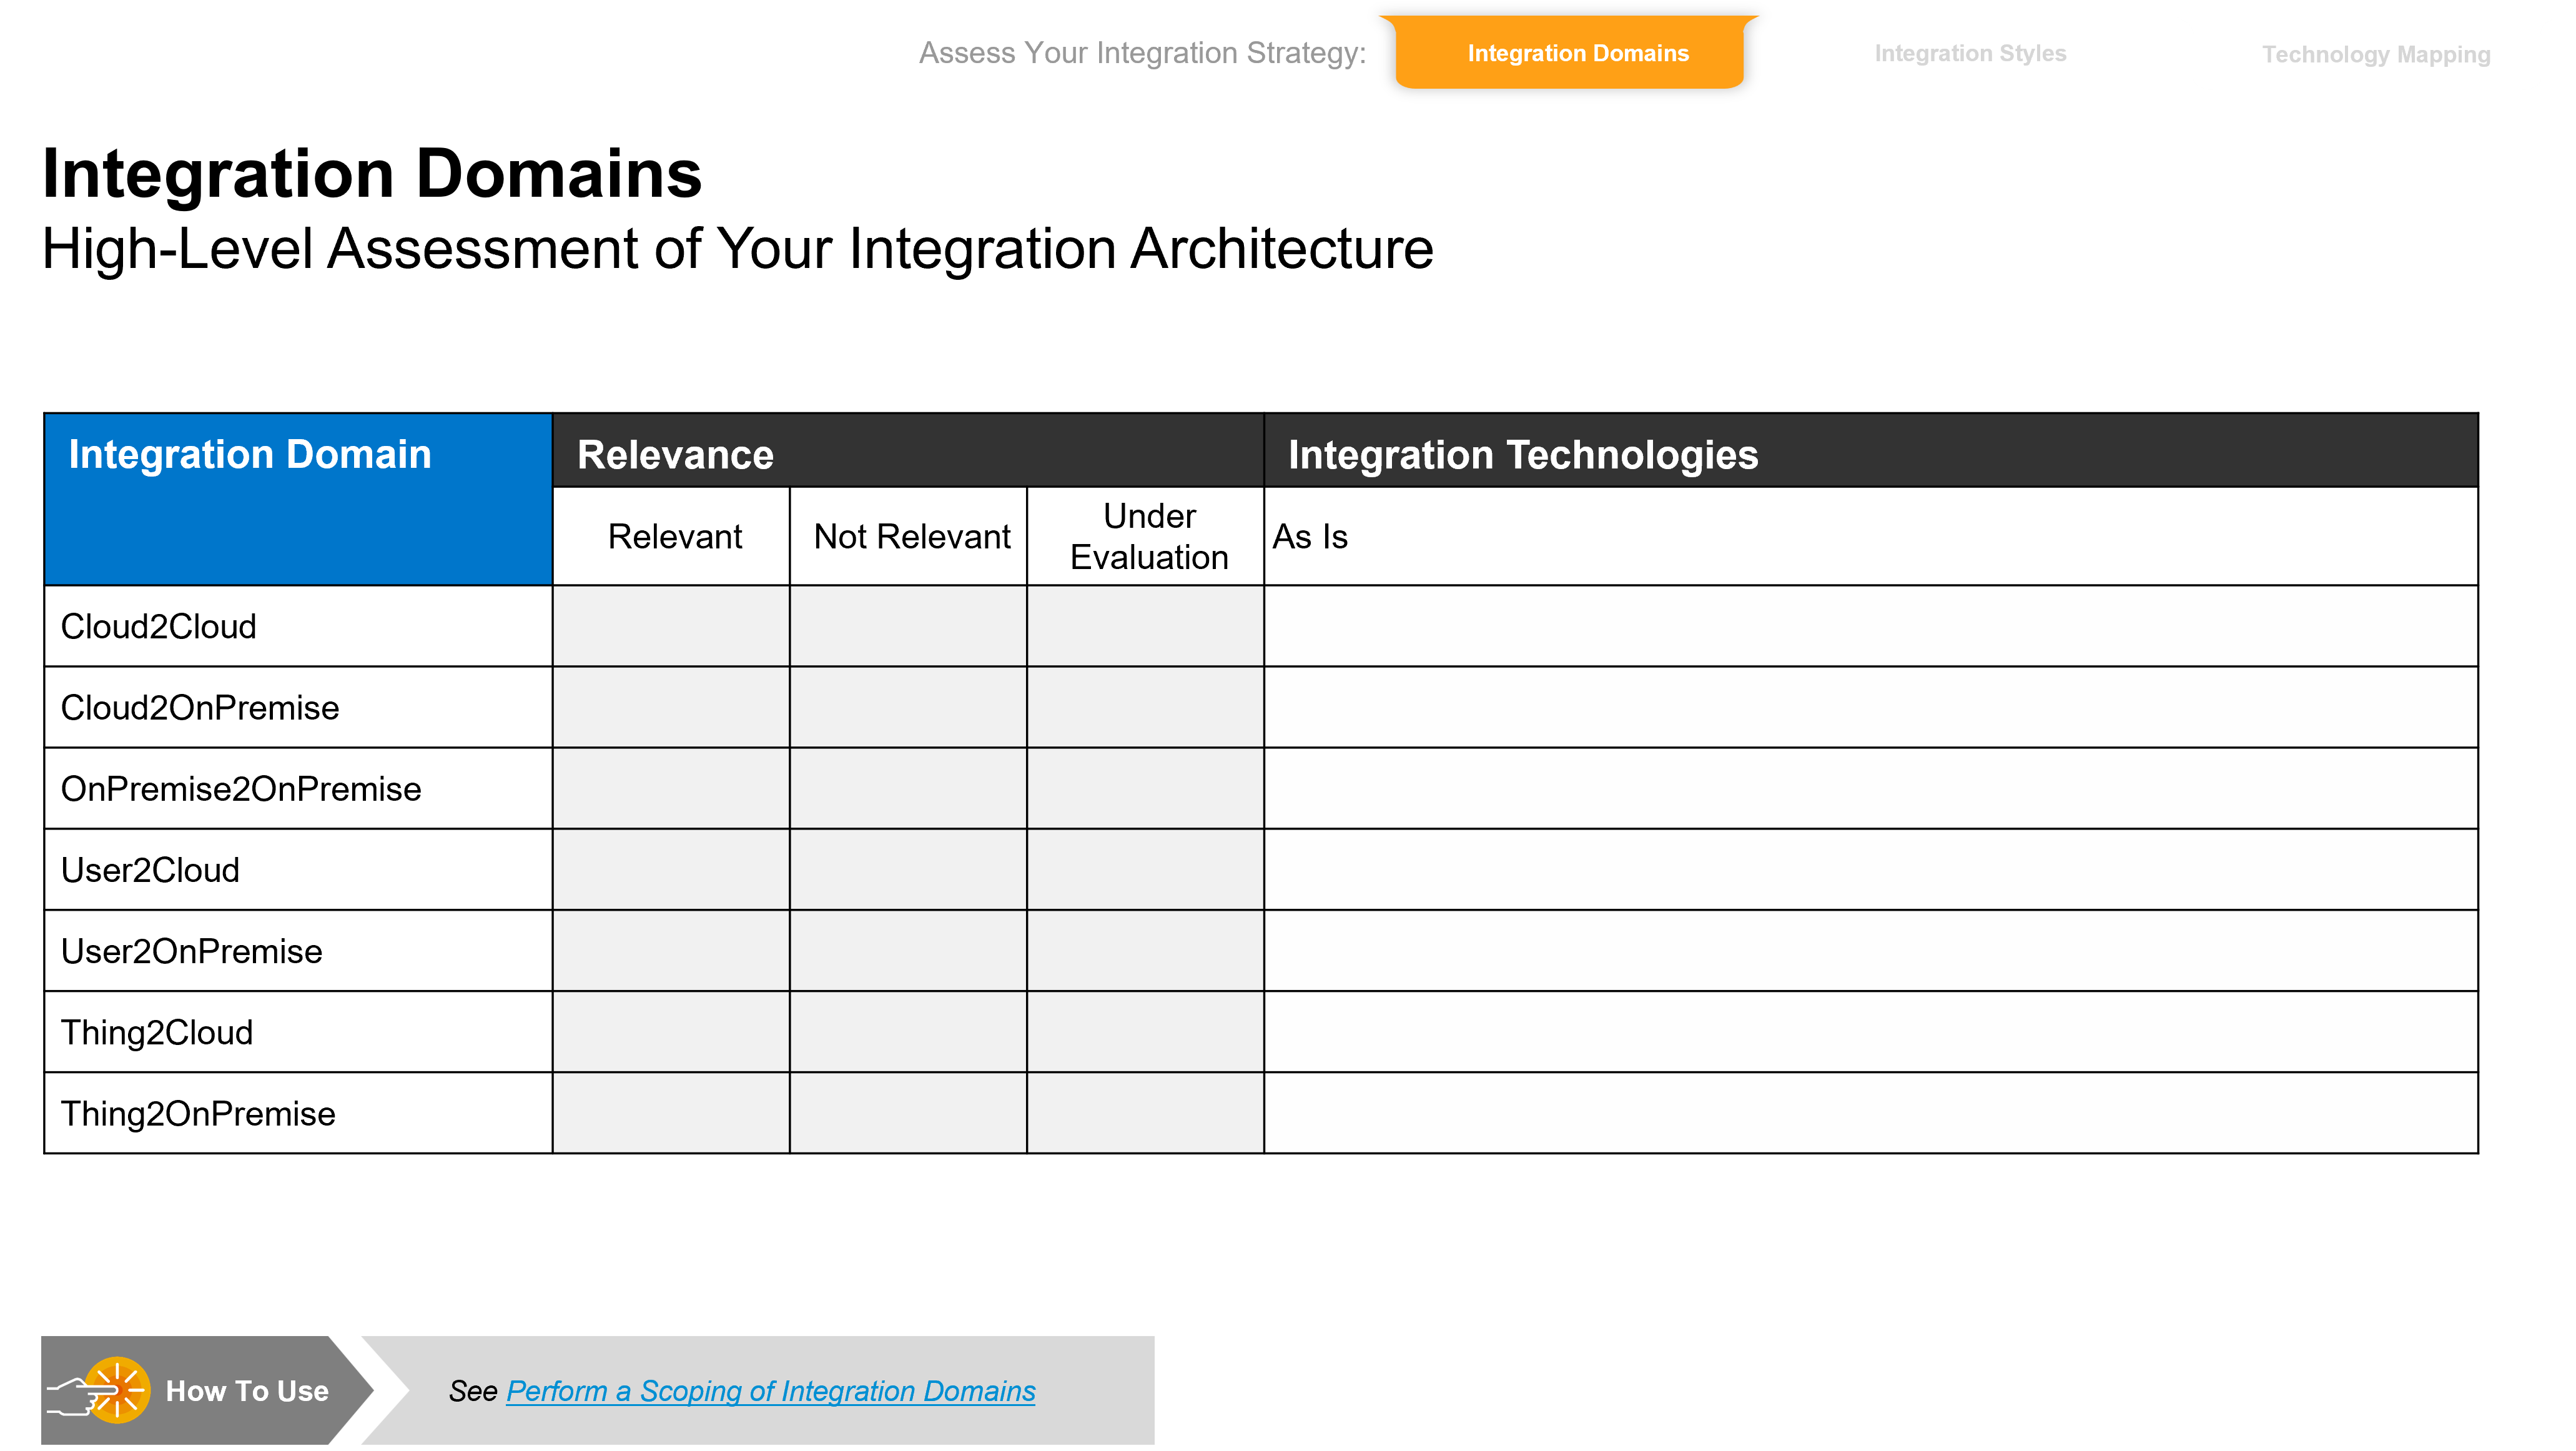 Assess Your Integration Strategy:
Integration Domains
Integration Styles
Technology Mapping
Integration Domains
High-Level Assessment of Your Integration Architecture
Integration Domain
Relevance
Integration Technologies
Relevant
Not Relevant
Under
Evaluation
As Is
Cloud2Cloud
Cloud2OnPremise
OnPremise2OnPremise
User2Cloud
User2OnPremise
Thing2Cloud
Thing2OnPremise
How To Use
See Perform a Scoping of Integration Domains